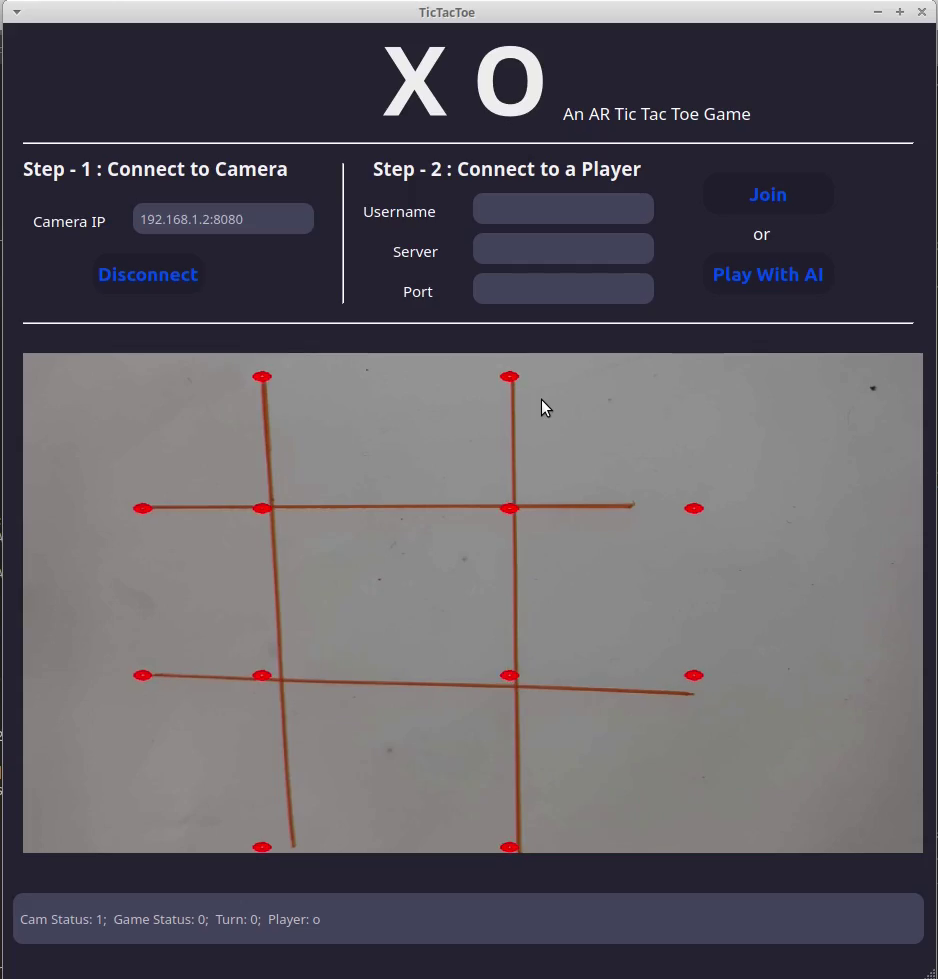 TicTacToe
X O An AR Tic Tac Toe Game
Step - 1 : Connect to Camera
Camera IP 192.168.1.2:8080
Disconnect
Step - 2 : Connect to a Player
Username
Server
Port
Join
or
Play With AI
Cam Status: 1;  Game Status: 0;  Turn: 0;  Player: o